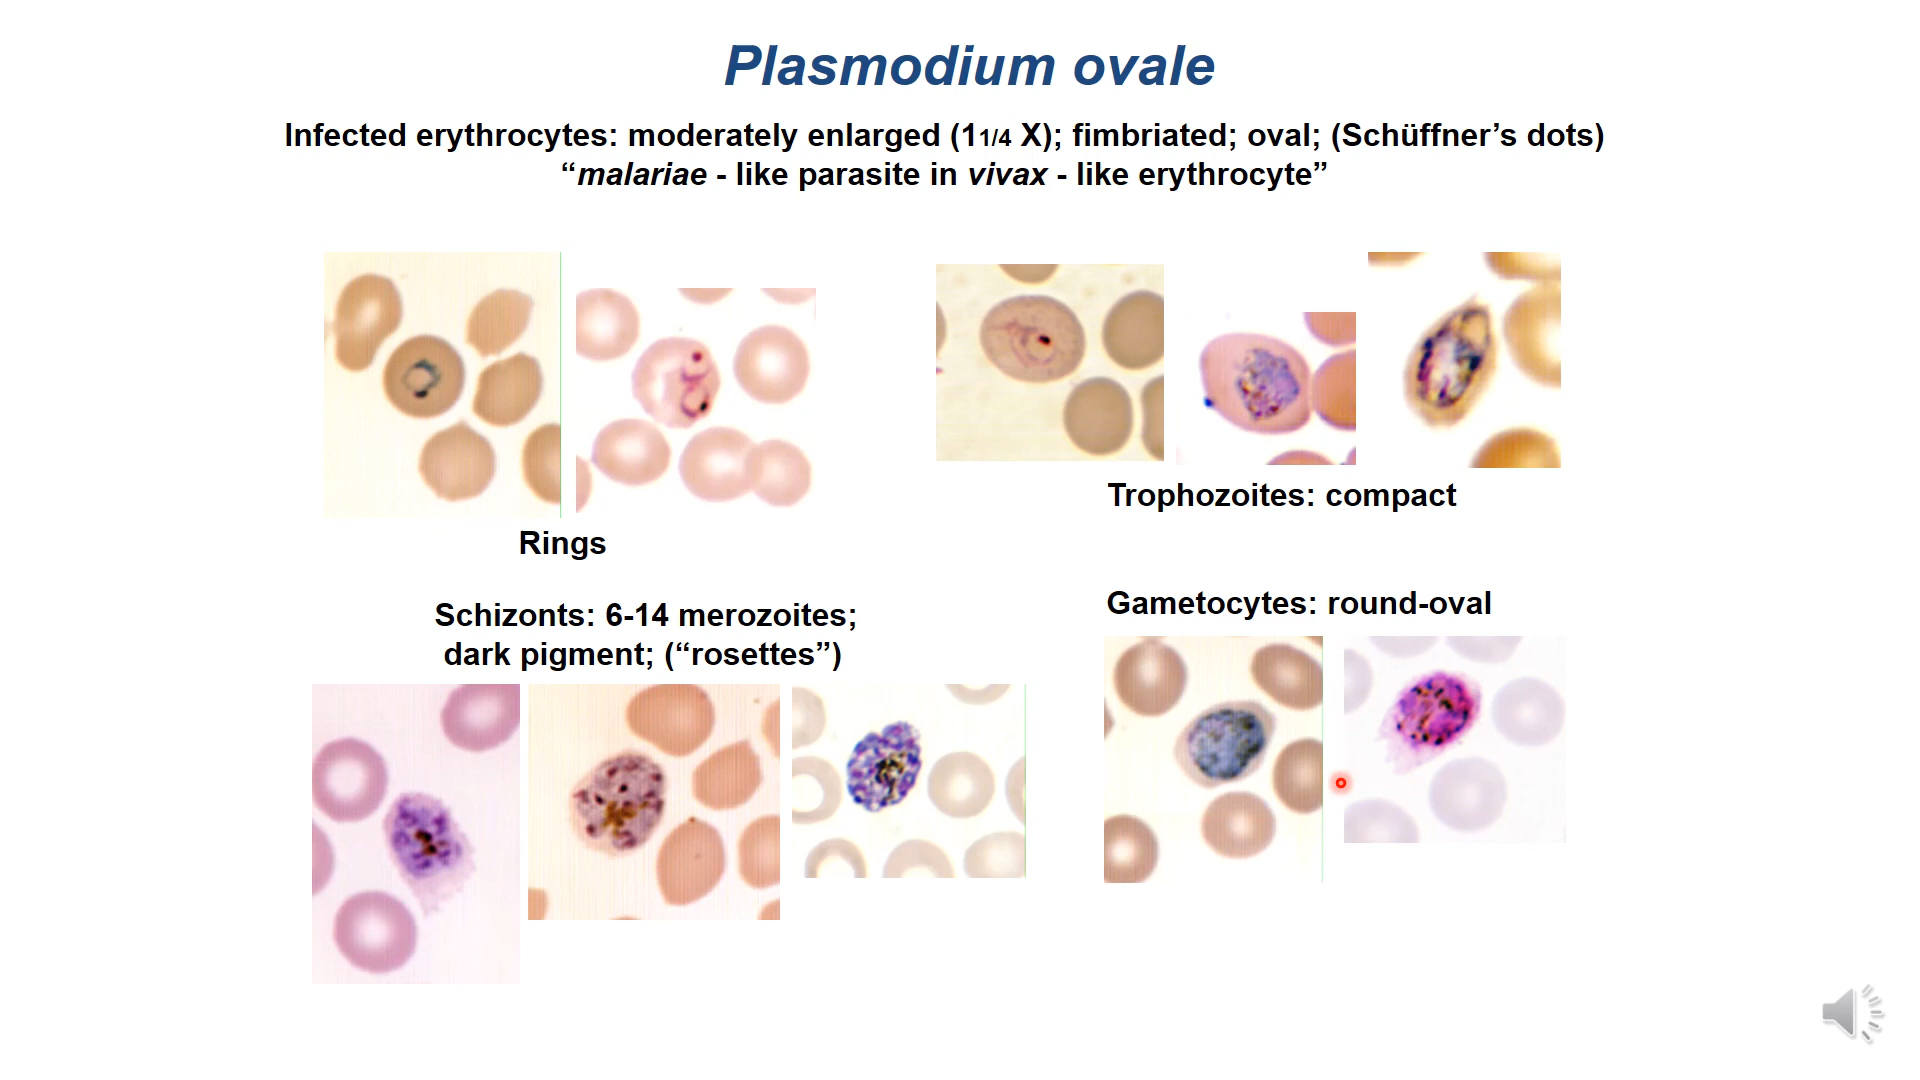 Plasmodium ovale
Infected erythrocytes: moderately enlarged (11/4 X); fimbriated; oval; (Schüffner’s dots)
“malariae - like parasite in vivax - like erythrocyte”
Rings
Trophozoites: compact
Schizonts: 6-14 merozoites;
dark pigment; (“rosettes”)
Gametocytes: round-oval